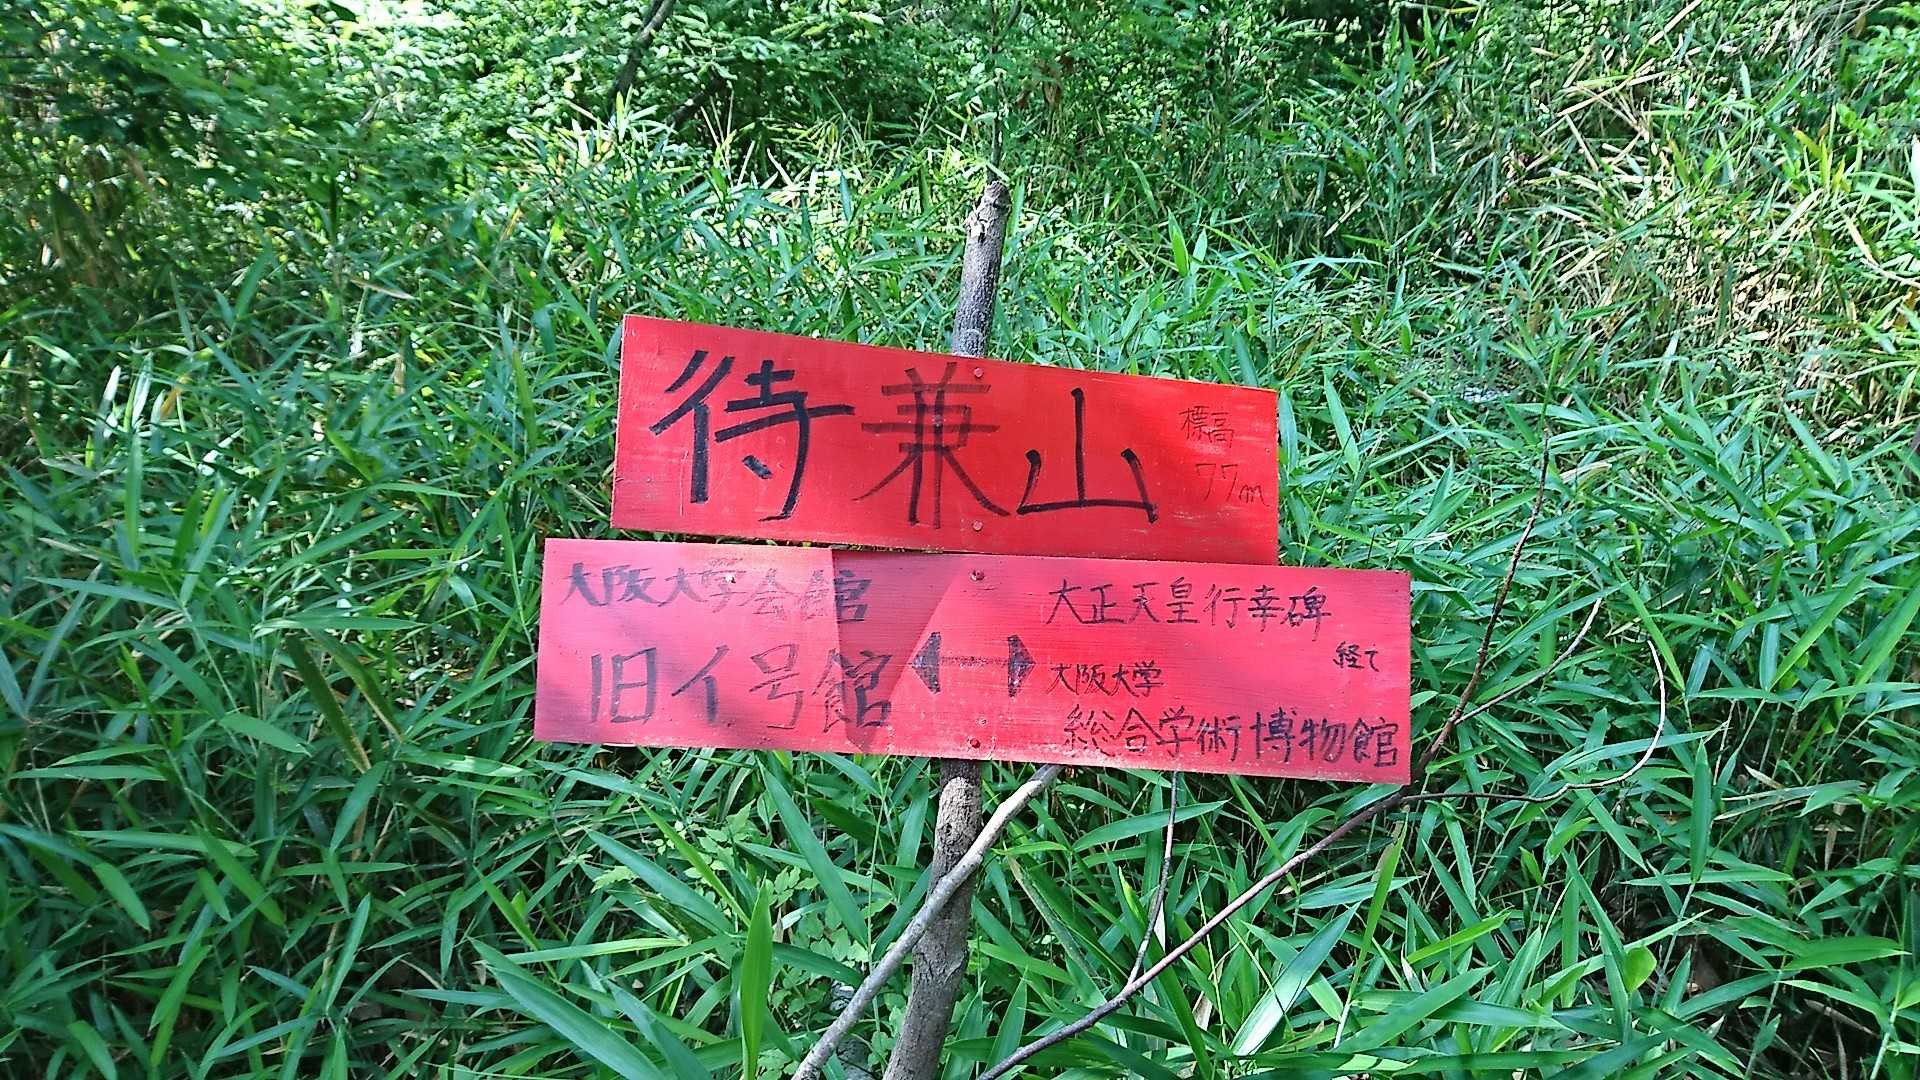 待兼山
標高
77m
大阪大学会館
旧イ号館
大正天皇行幸碑
経て
大阪大学
総合学術博物館